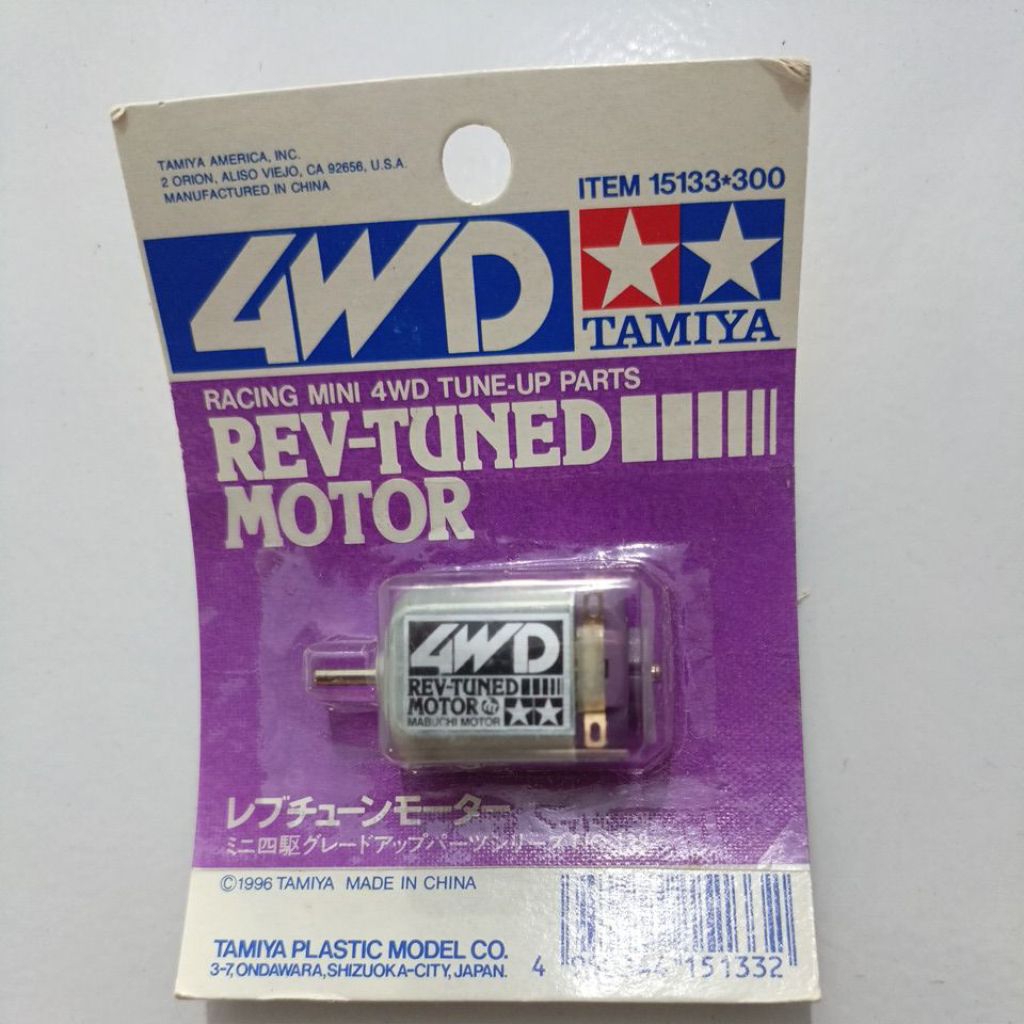 TAMIYA AMERICA, INC.
2 ORION, ALISO VIEJO, CA 92656, U.S.A.
MANUFACTURED IN CHINA
ITEM 15133★300
4WD
TAMIYA
RACING MINI 4WD TUNE-UP PARTS
REV-TUNED
MOTOR
4WD
REV-TUNED
MOTOR
MABUCHI MOTOR
レブチューンモーター
ミニ四駆グレードアップパーツシリーズ
©1996 TAMIYA MADE IN CHINA
TAMIYA PLASTIC MODEL CO.
3-7, ONDAWARA, SHIZUOKA-CITY, JAPAN.
4 151332